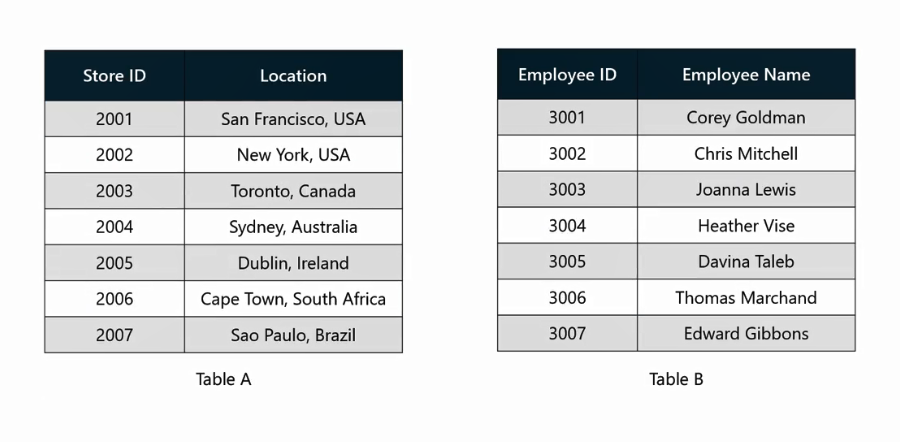 Store ID Location
2001 San Francisco, USA
2002 New York, USA
2003 Toronto, Canada
2004 Sydney, Australia
2005 Dublin, Ireland
2006 Cape Town, South Africa
2007 Sao Paulo, Brazil
Table A
Employee ID Employee Name
3001 Corey Goldman
3002 Chris Mitchell
3003 Joanna Lewis
3004 Heather Vise
3005 Davina Taleb
3006 Thomas Marchand
3007 Edward Gibbons
Table B